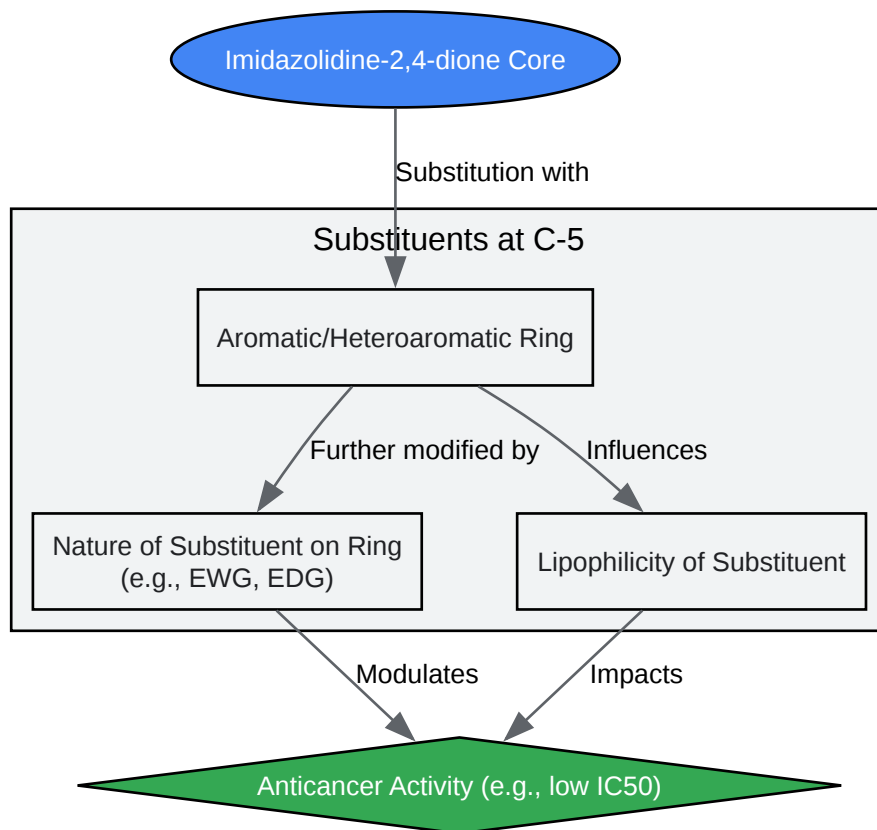 Imidazolidine-2,4-dione Core
Substitution with
Substituents at C-5
Aromatic/Heteroaromatic Ring
Further modified by
Influences
Nature of Substituent on Ring
(e.g., EWG, EDG)
Lipophilicity of Substituent
Modulates
Impacts
Anticancer Activity (e.g., low IC50)